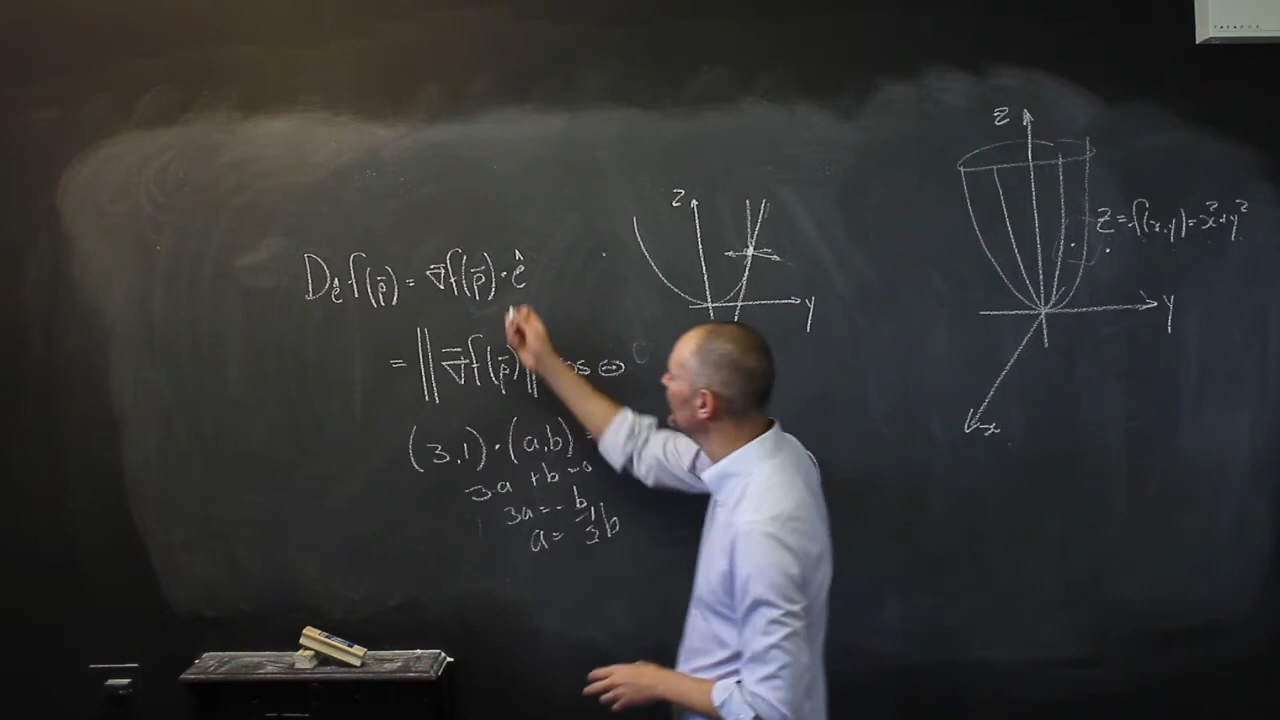 D_ê f(p̄) = ∇̄f(p̄)·ê
= ‖∇̄f(p̄)‖ cos Θ
(3,1)·(a,b) =
3a + b = 0
3a = -b
a = -1/3 b
z
y
z
z = f(x,y) = x² + y²
y
x